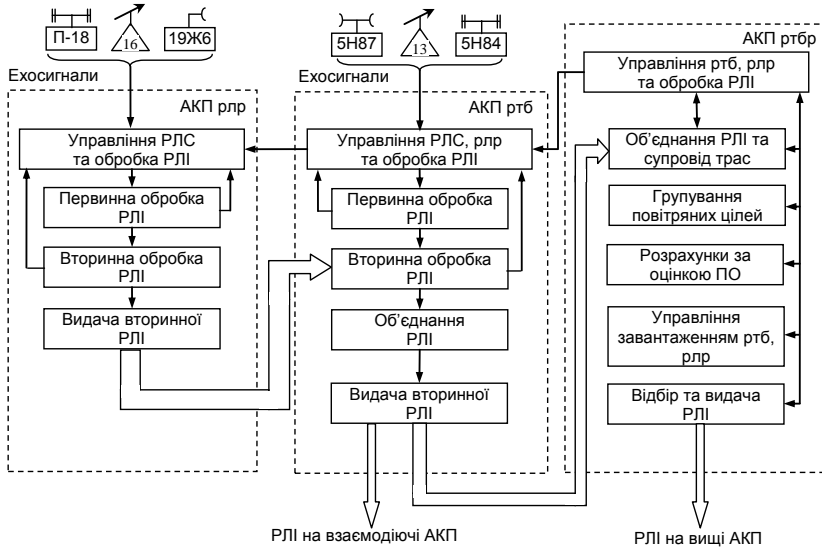 П-18
16
19Ж6
Ехосигнали
АКП рлр
Управління РЛС
та обробка РЛІ
Первинна обробка
РЛІ
Вторинна обробка
РЛІ
Видача вторинної
РЛІ
5Н87
13
5Н84
Ехосигнали
АКП ртб
Управління РЛС, рлр
та обробка РЛІ
Первинна обробка
РЛІ
Вторинна обробка
РЛІ
Об’єднання
РЛІ
Видача вторинної
РЛІ
АКП ртбр
Управління ртб, рлр
та обробка РЛІ
Об’єднання РЛІ та
супровід трас
Групування
повітряних цілей
Розрахунки за
оцінкою ПО
Управління
завантаженням ртб,
рлр
Відбір та видача
РЛІ
РЛІ на взаємодіючі АКП
РЛІ на вищі АКП